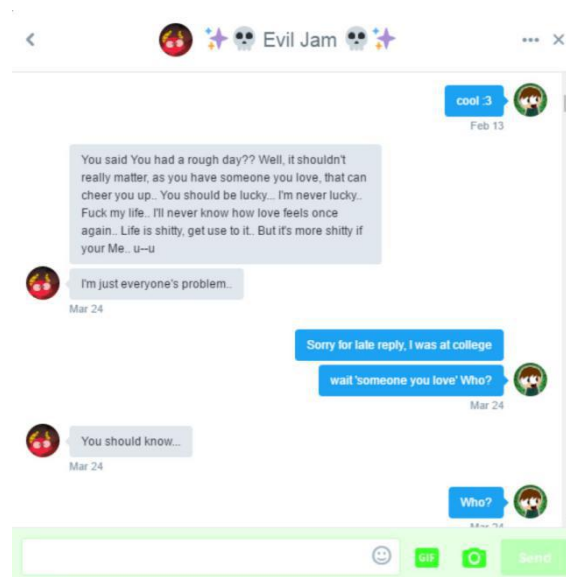 ✨💀 Evil Jam 💀✨
cool :3
Feb 13
You said You had a rough day?? Well, it shouldn't
really matter, as you have someone you love, that can
cheer you up.. You should be lucky... I'm never lucky..
Fuck my life.. I'll never know how love feels once
again.. Life is shitty, get use to it.. But it's more shitty if
your Me.. u--u
I'm just everyone's problem..
Mar 24
Sorry for late reply, I was at college
wait 'someone you love' Who?
Mar 24
You should know...
Mar 24
Who?
Mar 24
GIF
Send